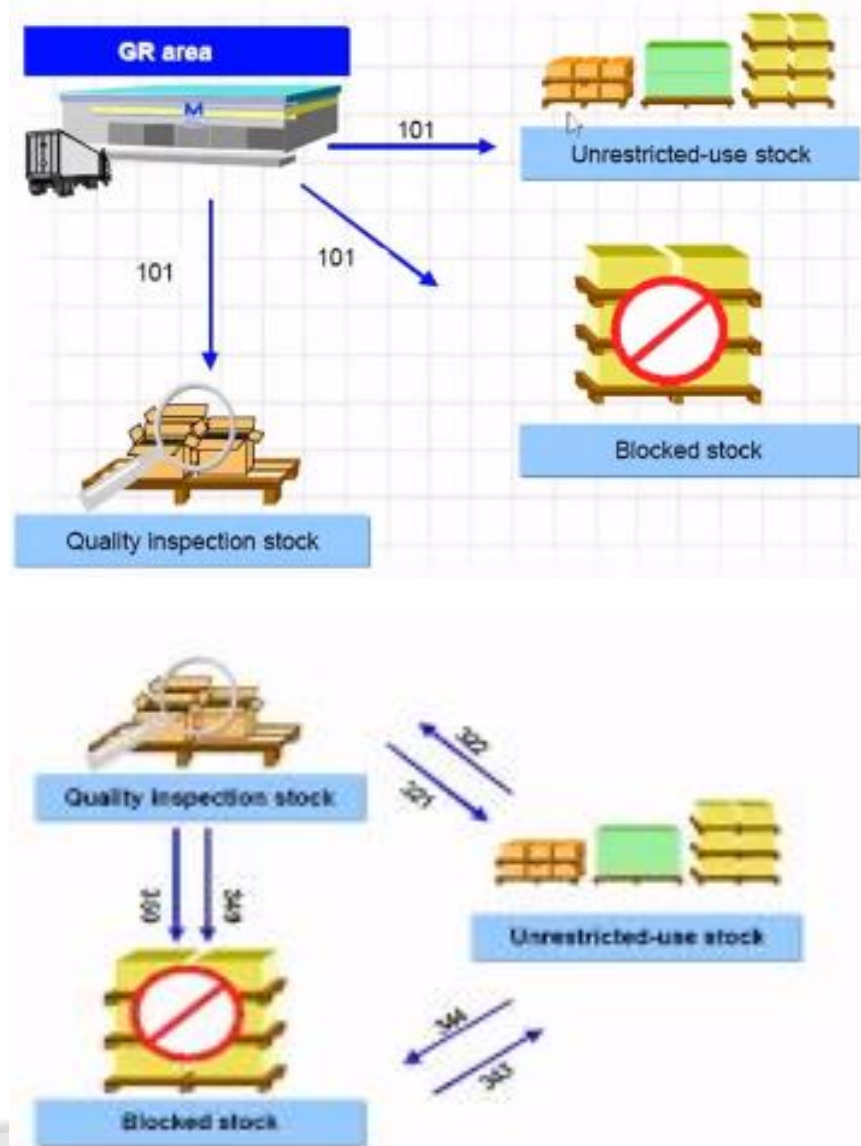 GR area
M
101
Unrestricted-use stock
101
101
Blocked stock
Quality inspection stock
Quality inspection stock
322
321
349
Unrestricted-use stock
344
343
Blocked stock